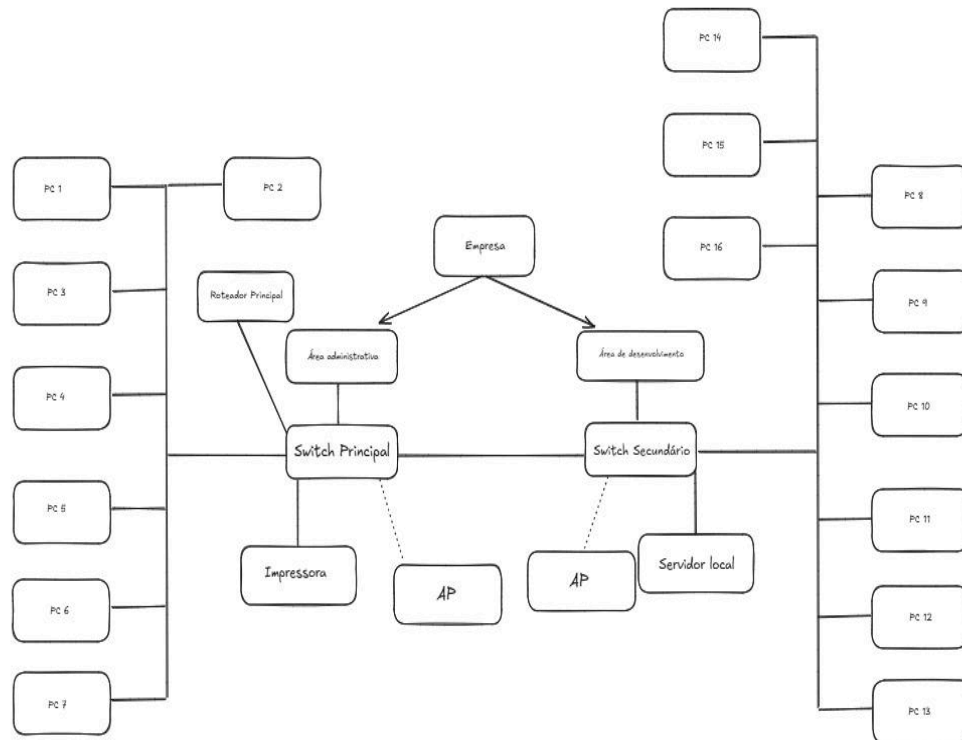 PC 14
PC 15
PC 16
PC 1
PC 2
PC 3
PC 4
PC 5
PC 6
PC 7
Empresa
Roteador Principal
Área administrativa
Área de desenvolvimento
Switch Principal
Switch Secundário
Impressora
AP
AP
Servidor local
PC 8
PC 9
PC 10
PC 11
PC 12
PC 13